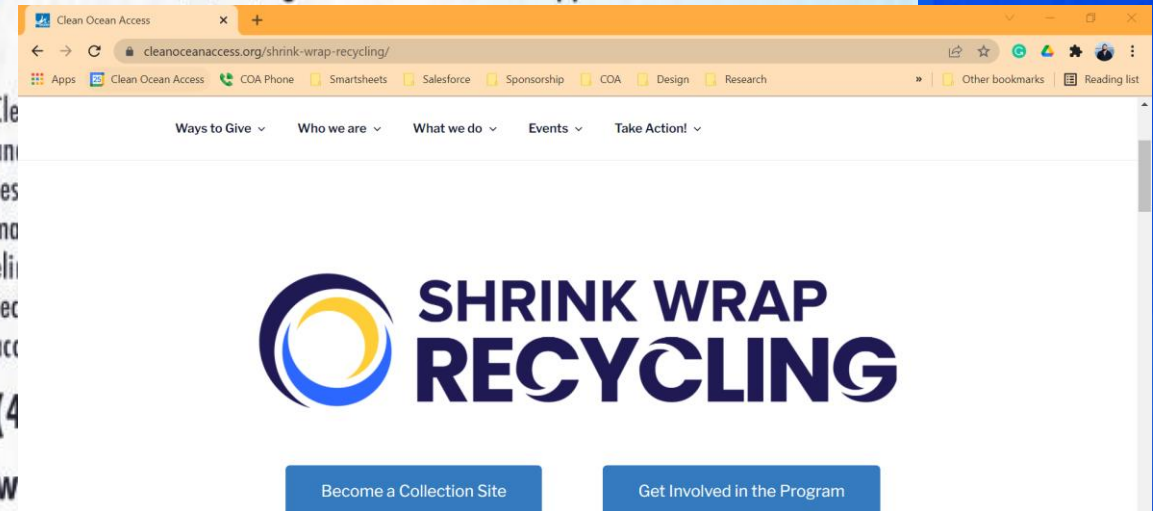 Clean Ocean Access
cleanoceanaccess.org/shrink-wrap-recycling/
Apps Clean Ocean Access COA Phone Smartsheets Salesforce Sponsorship COA Design Research » Other bookmarks Reading list
Ways to Give Who we are What we do Events Take Action!
SHRINK WRAP
RECYCLING
Become a Collection Site Get Involved in the Program